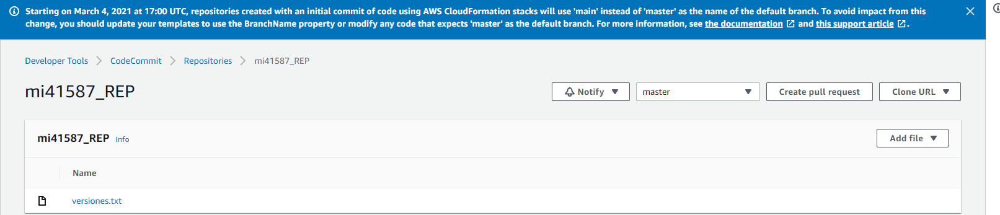 Starting on March 4, 2021 at 17:00 UTC, repositories created with an initial commit of code using AWS CloudFormation stacks will use 'main' instead of 'master' as the name of the default branch. To avoid impact from this
change, you should update your templates to use the BranchName property or modify any code that expects 'master' as the default branch. For more information, see the documentation and this support article.
Developer Tools > CodeCommit > Repositories > mi41587_REP
mi41587_REP
Notify
master
Create pull request
Clone URL
mi41587_REP Info
Add file
Name
versiones.txt